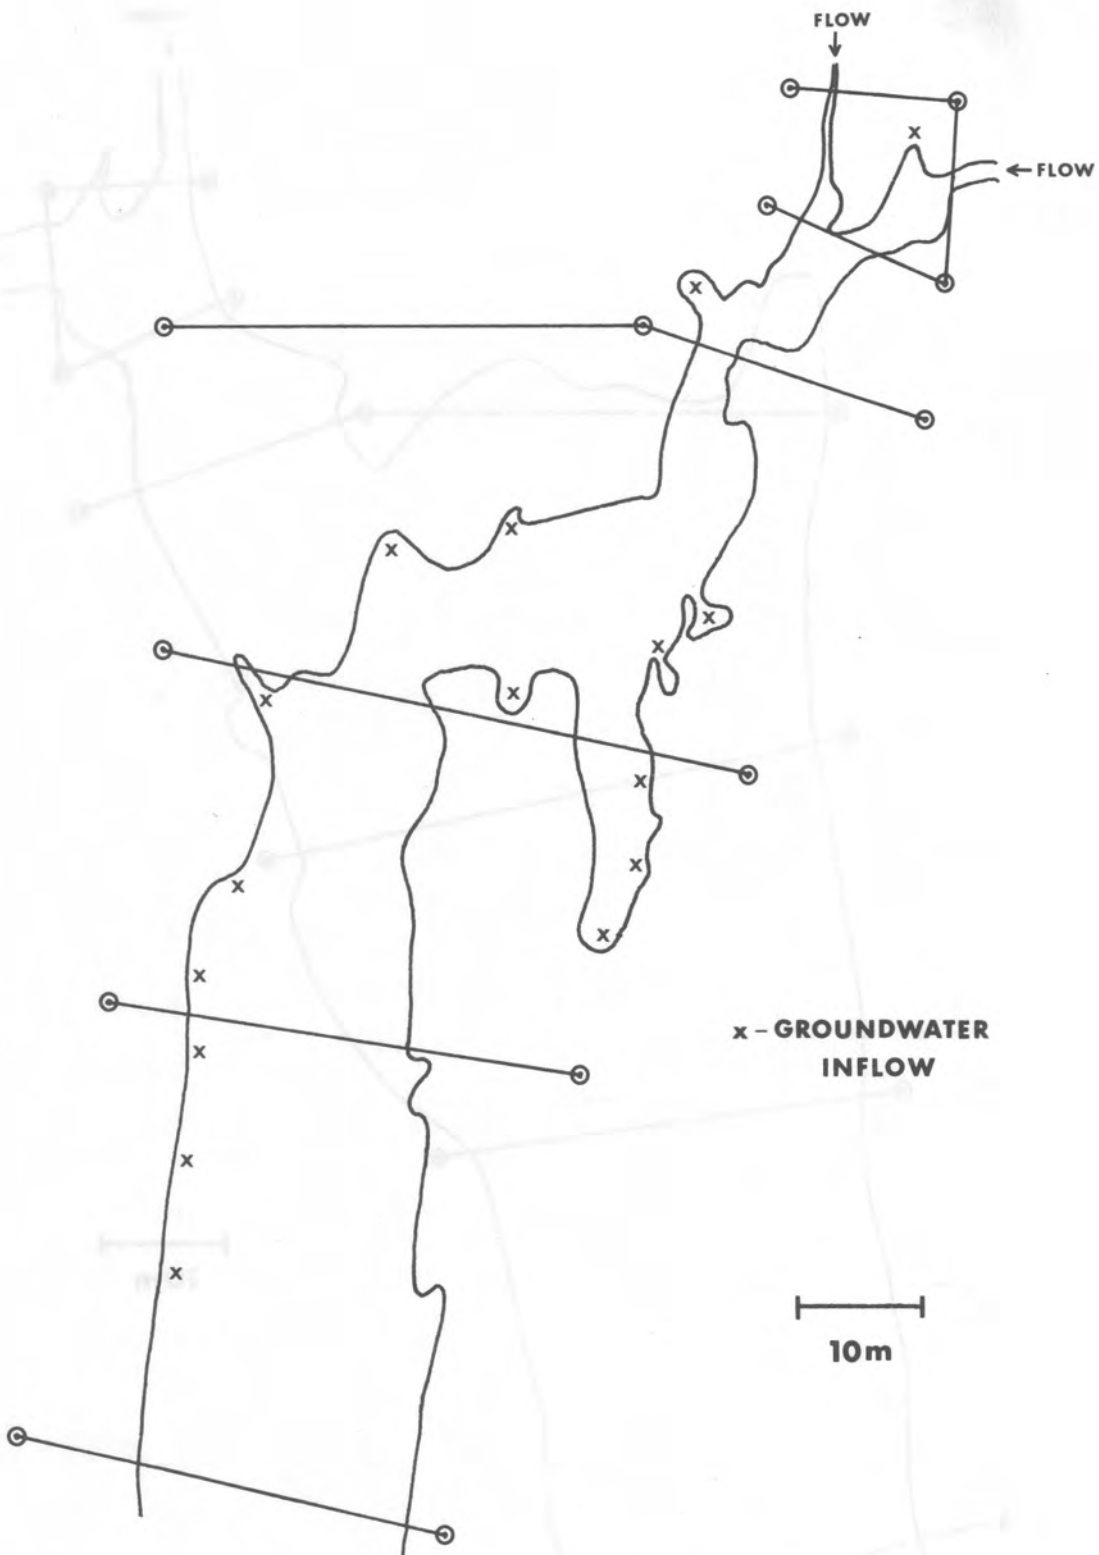 FLOW
↓
← FLOW
x – GROUNDWATER
INFLOW
10m